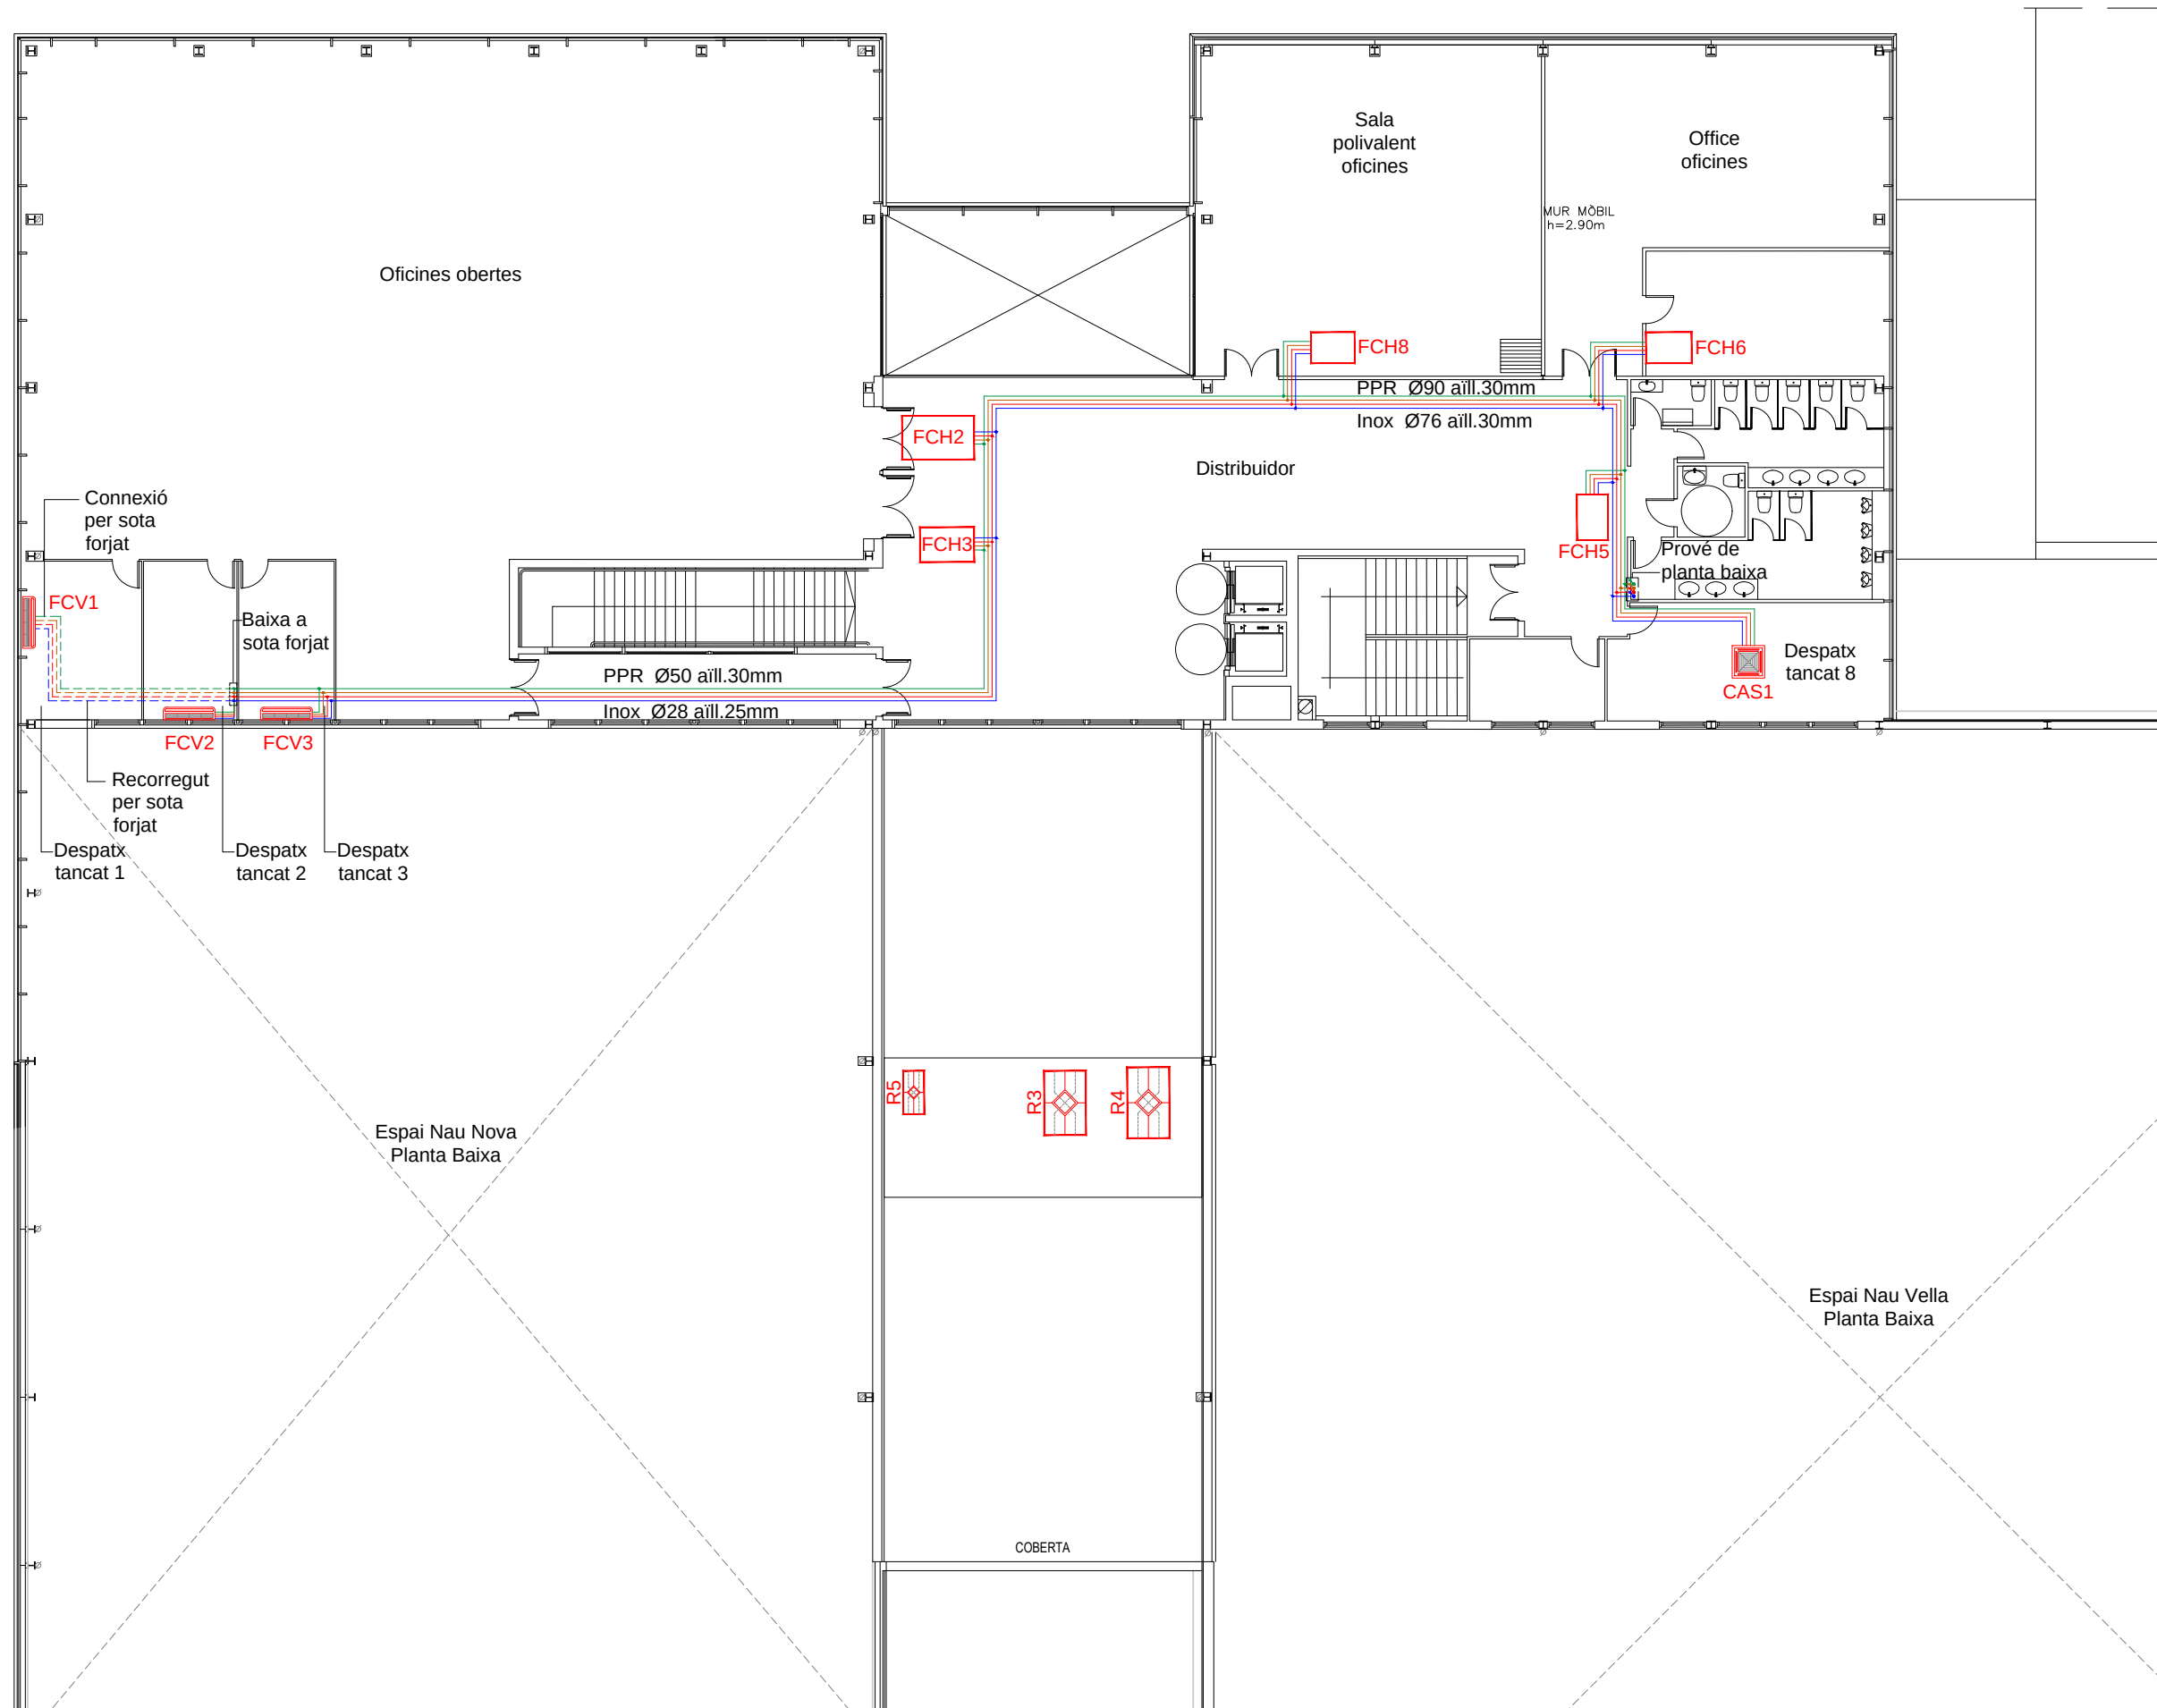 Sala
polivalent
oficines
Office
oficines
MUR MÒBIL
h=2.90m
Oficines obertes
FCH8
FCH6
PPR Ø90 aïll.30mm
Inox Ø76 aïll.30mm
FCH2
Distribuidor
Connexió
per sota
forjat
FCH3
FCH5
Prové de
planta baixa
FCV1
Baixa a
sota forjat
Despatx
tancat 8
CAS1
PPR Ø50 aïll.30mm
Inox Ø28 aïll.25mm
FCV2
FCV3
Recorregut
per sota
forjat
Despatx
tancat 1
Despatx
tancat 2
Despatx
tancat 3
R5
R3
R4
Espai Nau Nova
Planta Baixa
Espai Nau Vella
Planta Baixa
COBERTA